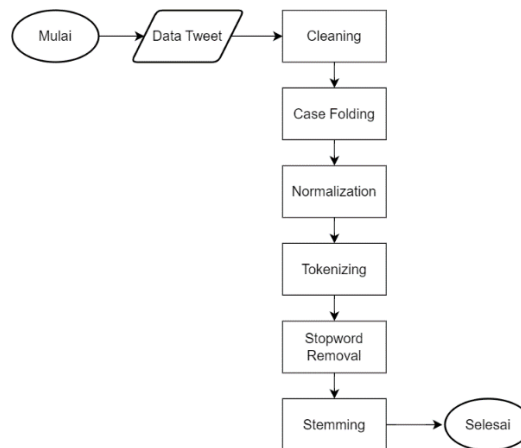 Mulai
Data Tweet
Cleaning
Case Folding
Normalization
Tokenizing
Stopword
Removal
Stemming
Selesai